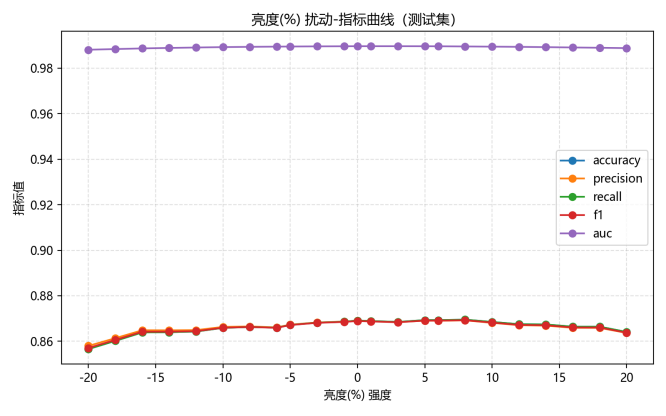 亮度(%) 扰动-指标曲线（测试集）
0.98
0.96
0.94
0.92
0.90
0.88
0.86
指标值
accuracy
precision
recall
f1
auc
-20 -15 -10 -5 0 5 10 15 20
亮度(%) 强度